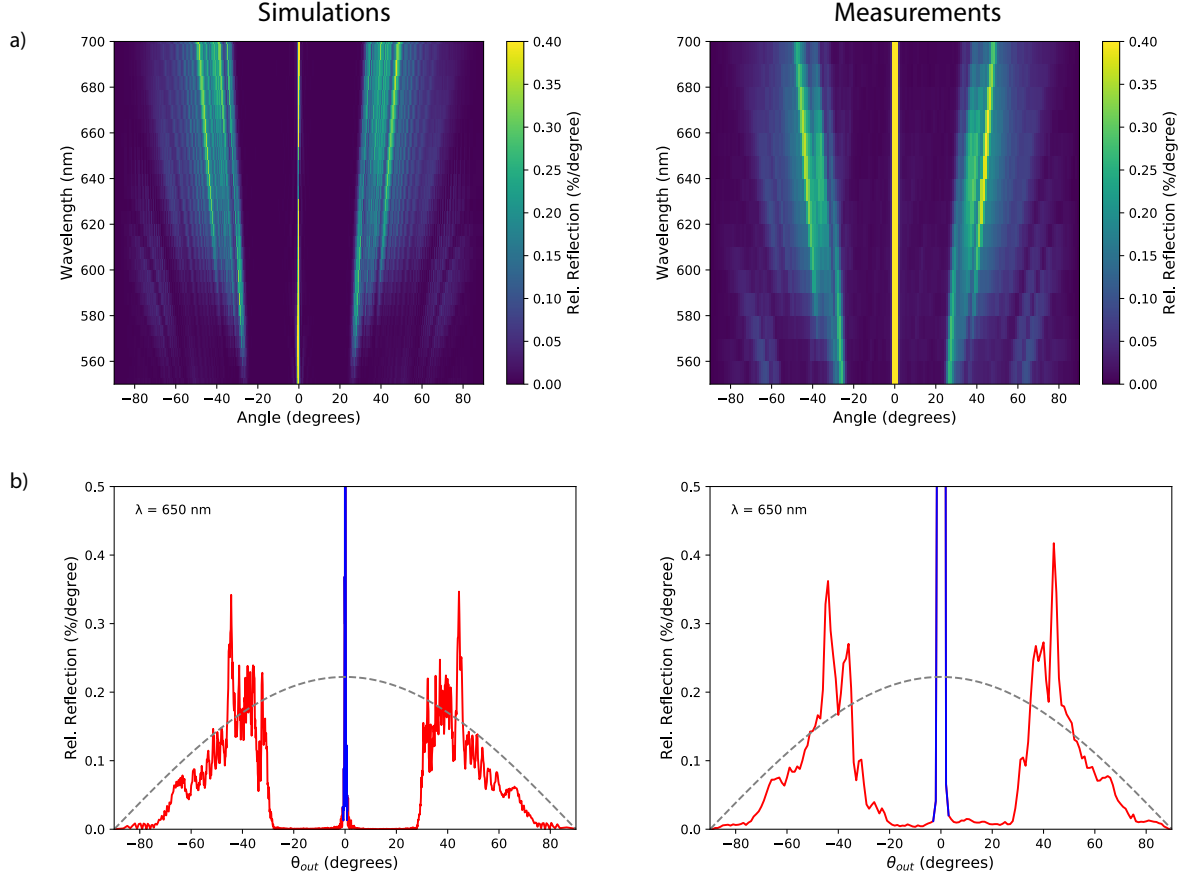 Simulations
Measurements
a)
700
680
660
640
620
600
580
560
Wavelength (nm)
−80 −60 −40 −20 0 20 40 60 80
Angle (degrees)
0.40
0.35
0.30
0.25
0.20
0.15
0.10
0.05
0.00
Rel. Reflection (%/degree)
700
680
660
640
620
600
580
560
Wavelength (nm)
−80 −60 −40 −20 0 20 40 60 80
Angle (degrees)
0.40
0.35
0.30
0.25
0.20
0.15
0.10
0.05
0.00
Rel. Reflection (%/degree)
b)
λ = 650 nm
0.5
0.4
0.3
0.2
0.1
0.0
Rel. Reflection (%/degree)
−80 −60 −40 −20 0 20 40 60 80
θout (degrees)
λ = 650 nm
0.5
0.4
0.3
0.2
0.1
0.0
Rel. Reflection (%/degree)
−80 −60 −40 −20 0 20 40 60 80
θout (degrees)